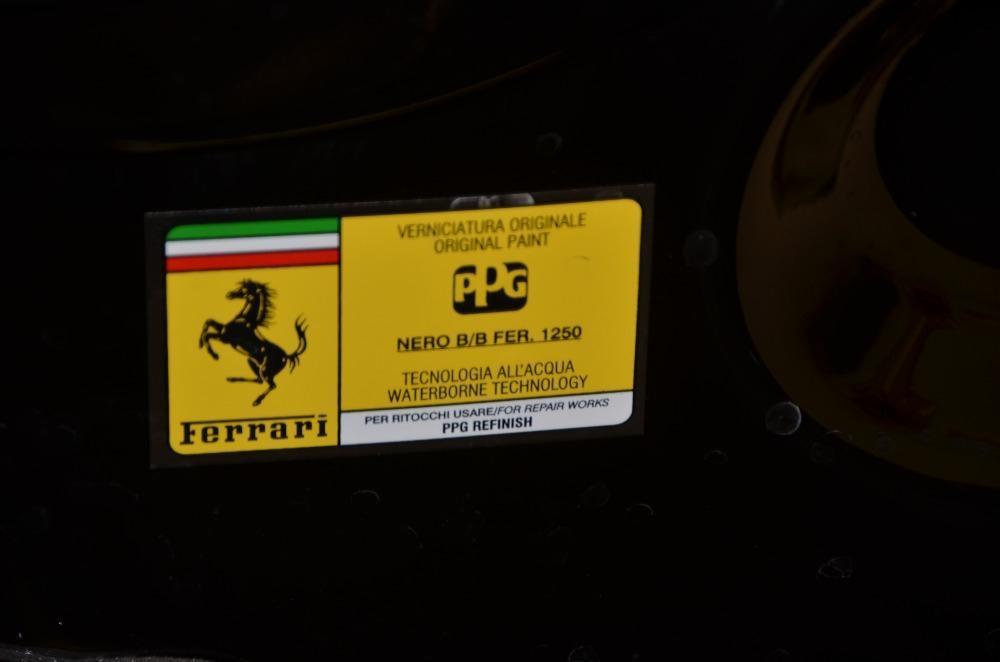 Ferrari
VERNICIATURA ORIGINALE
ORIGINAL PAINT
PPG
NERO B/B FER. 1250
TECNOLOGIA ALL'ACQUA
WATERBORNE TECHNOLOGY
PER RITOCCHI USARE/FOR REPAIR WORKS
PPG REFINISH